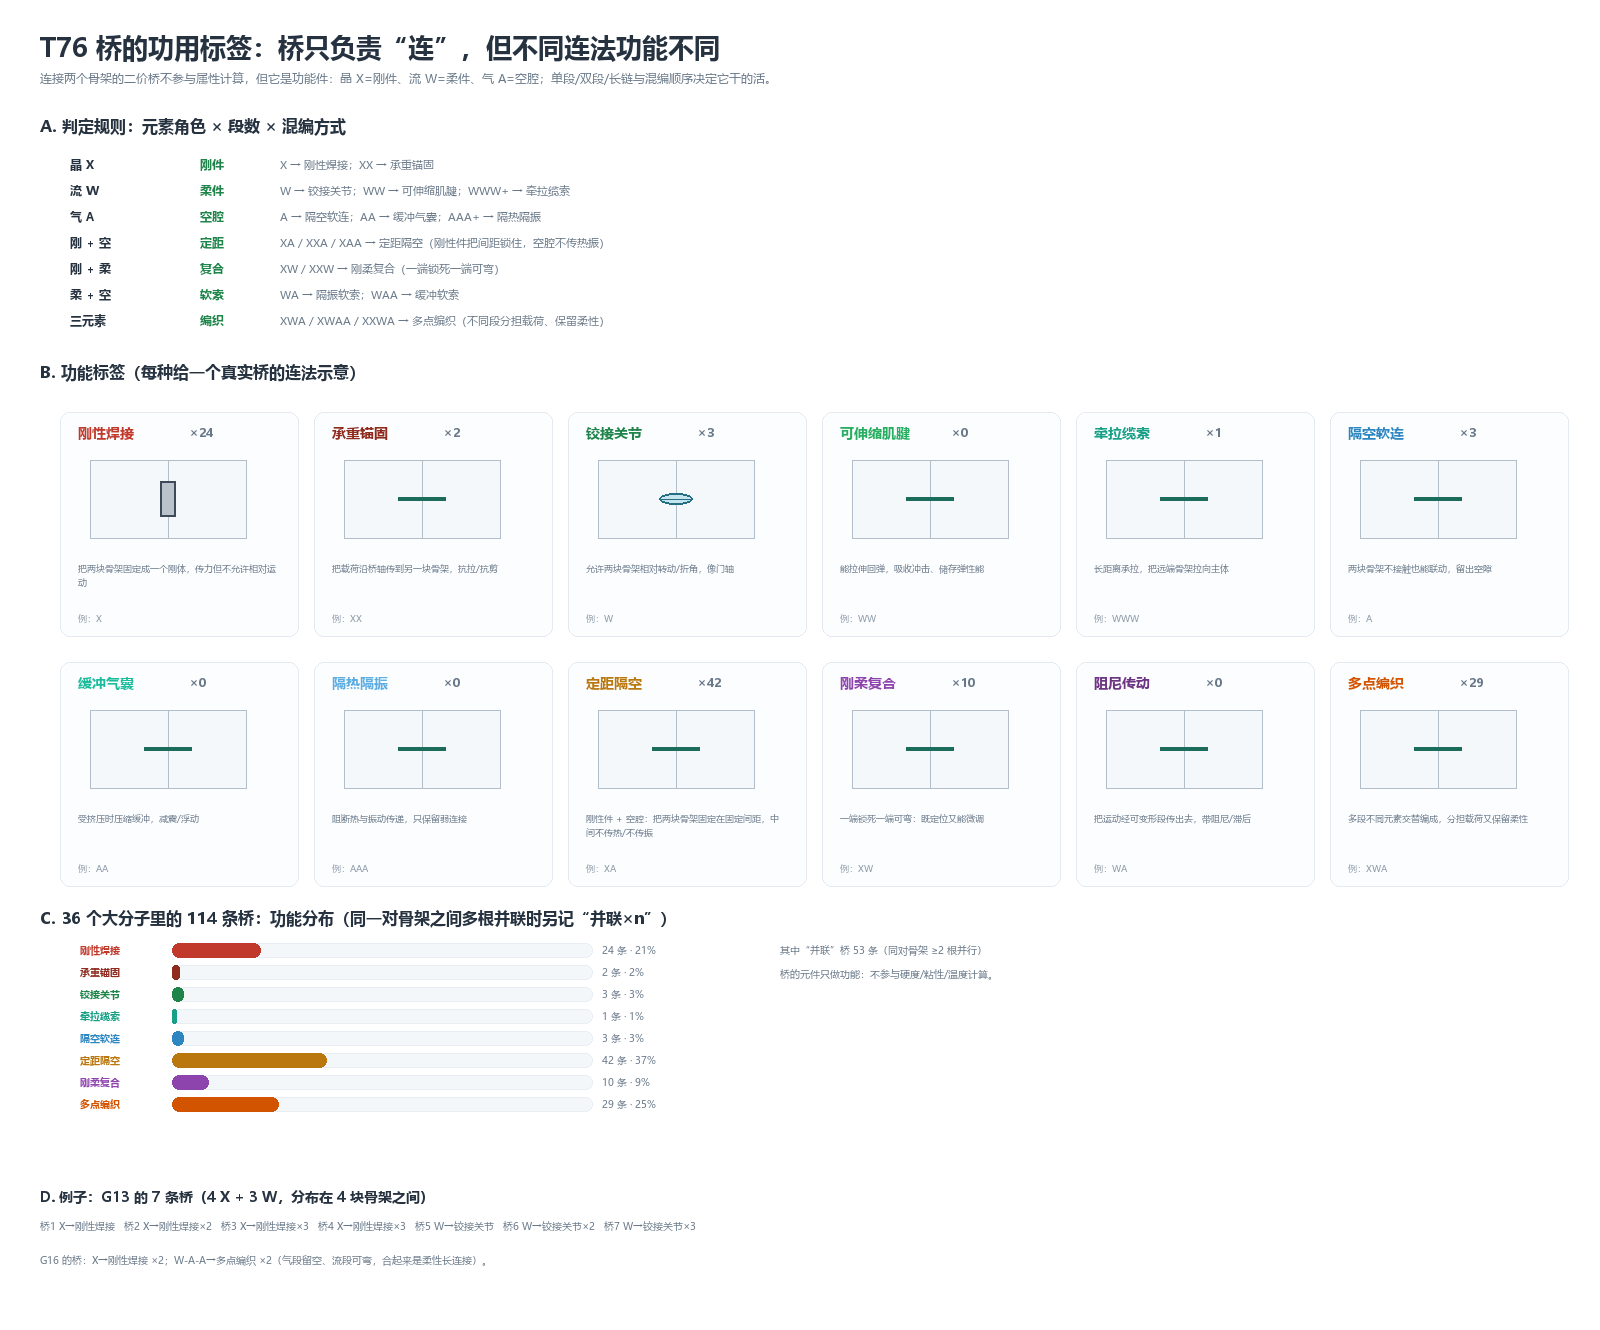 T76 桥的功用标签：桥只负责“连”，但不同连法功能不同
连接两个骨架的二价桥不参与属性计算，但它是功能件：晶 X=刚件、流 W=柔件、气 A=空腔；单段/双段/长链与混编顺序决定它干的活。
A. 判定规则：元素角色 × 段数 × 混编方式
晶 X 刚件 X → 刚性焊接；XX → 承重锚固
流 W 柔件 W → 铰接关节；WW → 可伸缩肌腱；WWW+ → 牵拉缆索
气 A 空腔 A → 隔空软连；AA → 缓冲气囊；AAA+ → 隔热隔振
刚 + 空 定距 XA / XXA / XAA → 定距隔空（刚性件把间距锁住，空腔不传热振）
刚 + 柔 复合 XW / XXW → 刚柔复合（一端锁死一端可弯）
柔 + 空 软索 WA → 隔振软索；WAA → 缓冲软索
三元素 编织 XWA / XWAA / XXWA → 多点编织（不同段分担载荷、保留柔性）
B. 功能标签（每种给一个真实桥的连法示意）
刚性焊接 ×24
把两块骨架固定成一个刚体，传力但不允许相对运
动
例：X
承重锚固 ×2
把载荷沿桥轴传到另一块骨架，抗拉/抗剪
例：XX
铰接关节 ×3
允许两块骨架相对转动/折角，像门轴
例：W
可伸缩肌腱 ×0
能拉伸回弹，吸收冲击、储存弹性能
例：WW
牵拉缆索 ×1
长距离承拉，把远端骨架拉向主体
例：WWW
隔空软连 ×3
两块骨架不接触也能联动，留出空隙
例：A
缓冲气囊 ×0
受挤压时压缩缓冲，减震/浮动
例：AA
隔热隔振 ×0
阻断热与振动传递，只保留弱连接
例：AAA
定距隔空 ×42
刚性件 + 空腔：把两块骨架固定在固定间距，中
间不传热/不传振
例：XA
刚柔复合 ×10
一端锁死一端可弯：既定位又能微调
例：XW
阻尼传动 ×0
把运动经可变形段传出去，带阻尼/滞后
例：WA
多点编织 ×29
多段不同元素交替编成，分担载荷又保留柔性
例：XWA
C. 36 个大分子里的 114 条桥：功能分布（同一对骨架之间多根并联时另记“并联×n”）
刚性焊接 24 条 · 21%
承重锚固 2 条 · 2%
铰接关节 3 条 · 3%
牵拉缆索 1 条 · 1%
隔空软连 3 条 · 3%
定距隔空 42 条 · 37%
刚柔复合 10 条 · 9%
多点编织 29 条 · 25%
其中“并联”桥 53 条（同对骨架 ≥2 根并行）
桥的元件只做功能：不参与硬度/粘性/温度计算。
D. 例子：G13 的 7 条桥（4 X + 3 W，分布在 4 块骨架之间）
桥1 X→刚性焊接 桥2 X→刚性焊接×2 桥3 X→刚性焊接×3 桥4 X→刚性焊接×3 桥5 W→铰接关节 桥6 W→铰接关节×2 桥7 W→铰接关节×3
G16 的桥：X→刚性焊接 ×2；W-A-A→多点编织 ×2（气段留空、流段可弯，合起来是柔性长连接）。